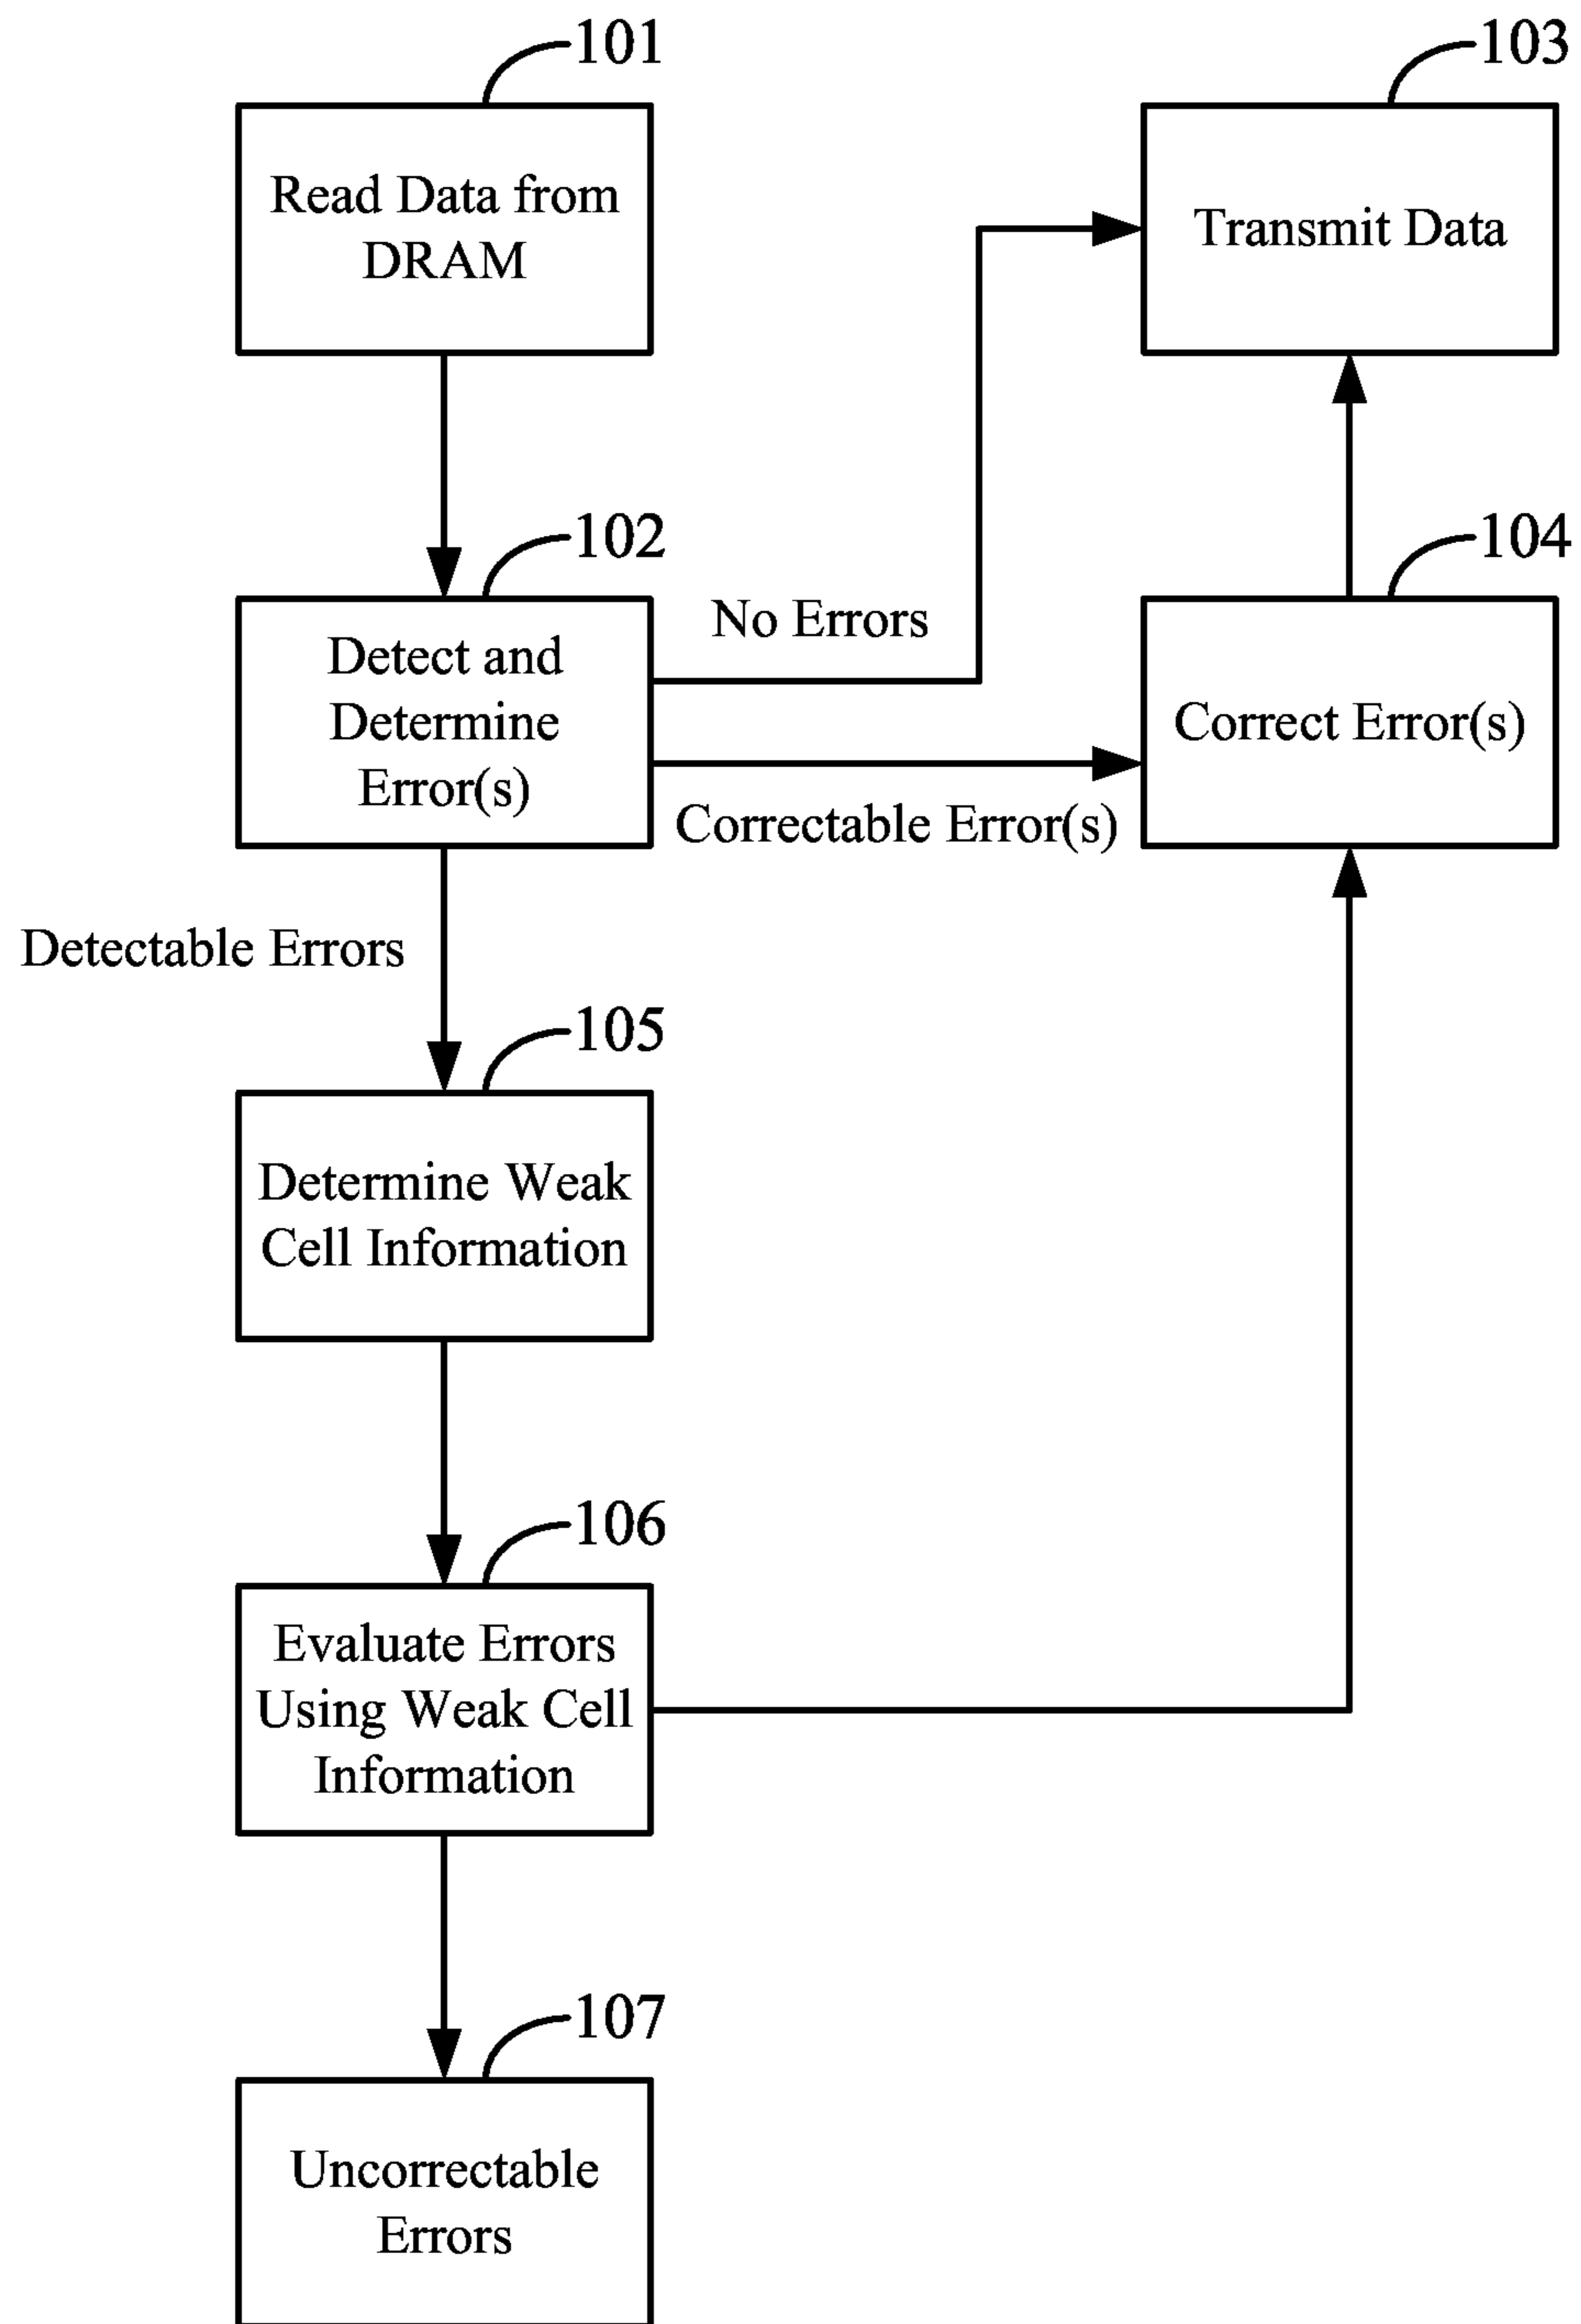 101
103
Read Data from
DRAM
Transmit Data
102
104
No Errors
Detect and
Determine
Error(s)
Correct Error(s)
Correctable Error(s)
Detectable Errors
105
Determine Weak
Cell Information
106
Evaluate Errors
Using Weak Cell
Information
107
Uncorrectable
Errors